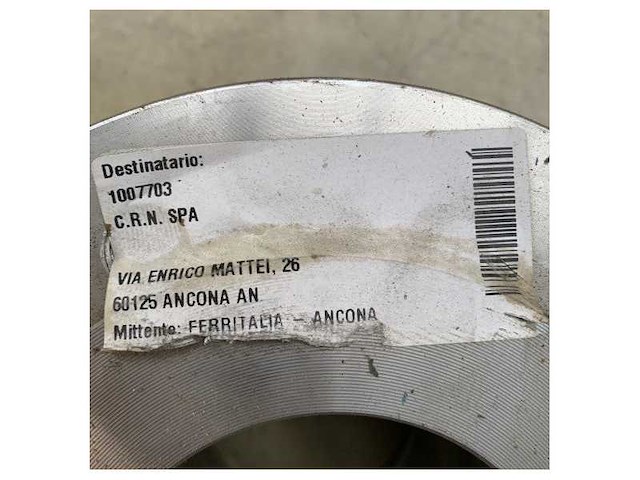 Destinatario:
1007703
C.R.N. SPA
VIA ENRICO MATTEI, 26
60125 ANCONA AN
Mittente: FERRITALIA - ANCONA